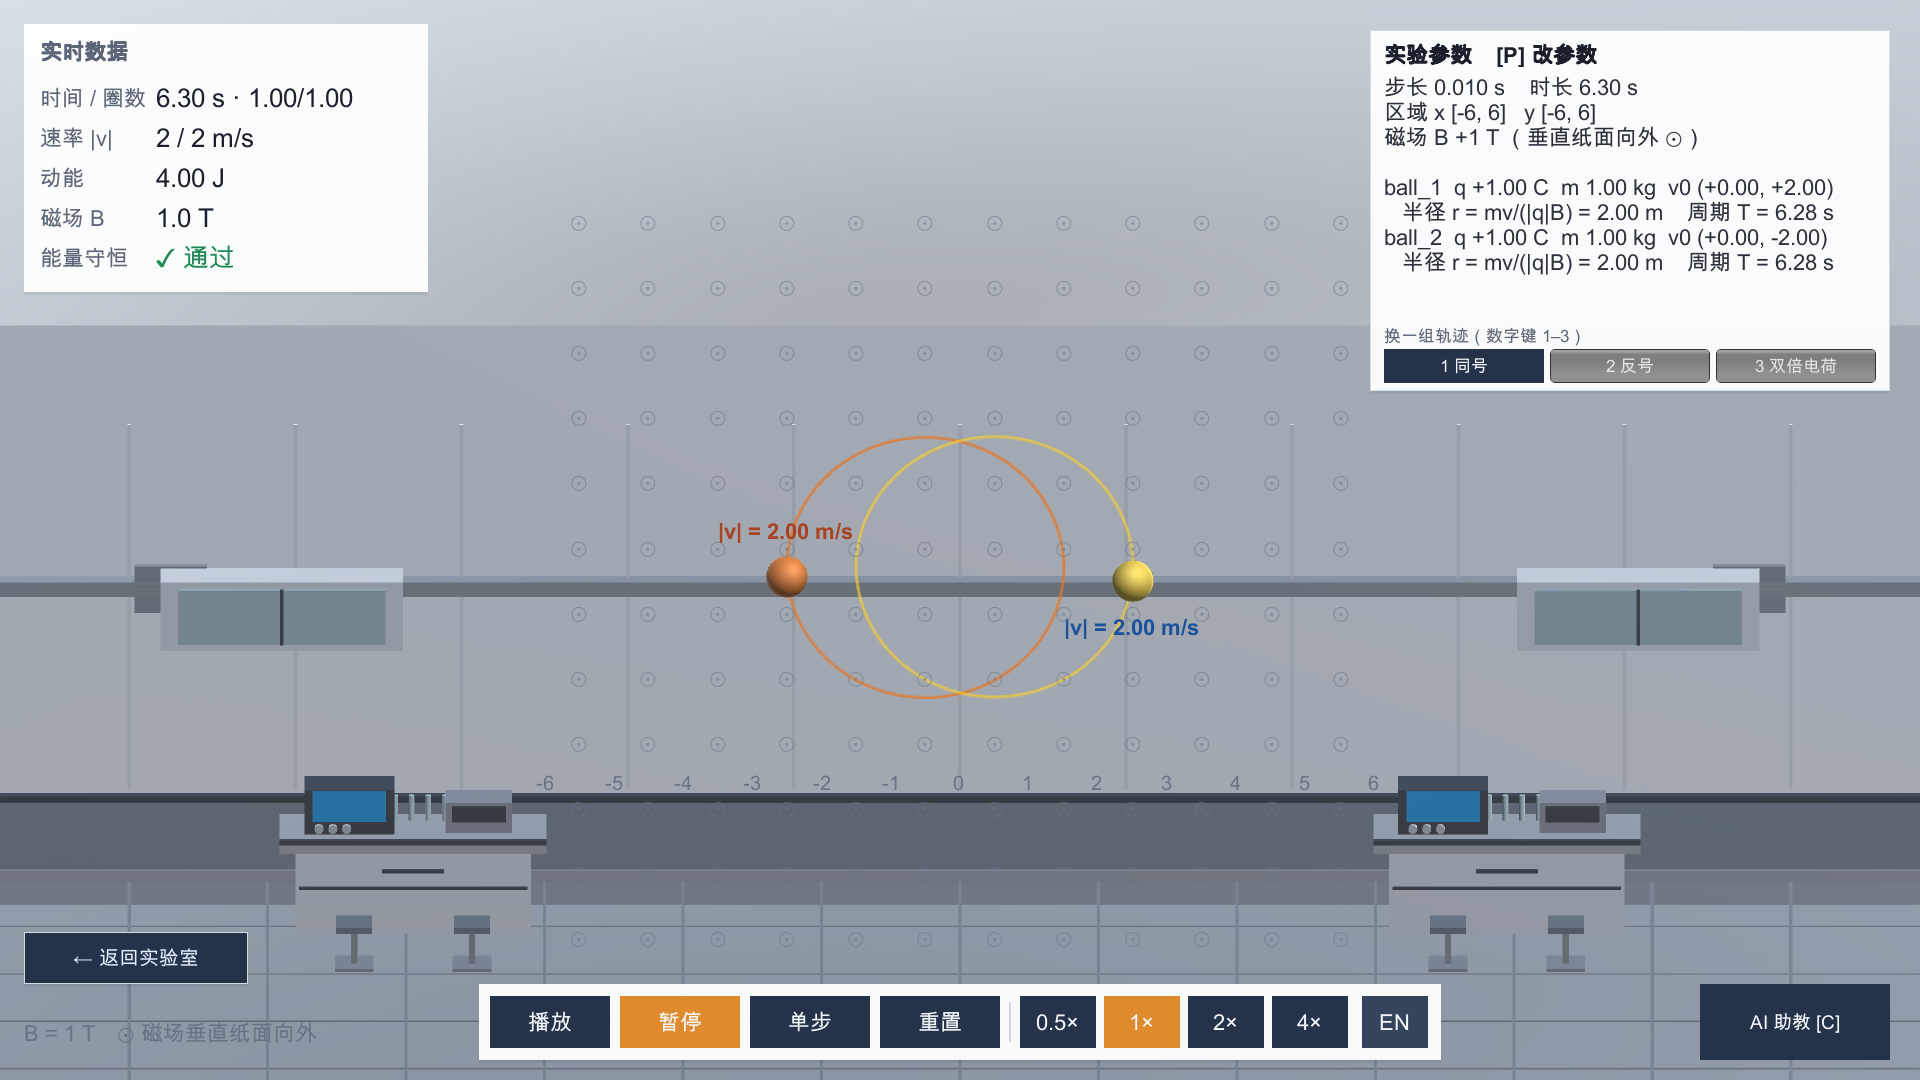 实时数据
时间 / 圈数 6.30 s · 1.00/1.00
速率 |v| 2 / 2 m/s
动能 4.00 J
磁场 B 1.0 T
能量守恒 ✓ 通过
实验参数 [P] 改参数
步长 0.010 s 时长 6.30 s
区域 x [-6, 6] y [-6, 6]
磁场 B +1 T ( 垂直纸面向外 ⊙ )
ball_1 q +1.00 C m 1.00 kg v0 (+0.00, +2.00)
半径 r = mv/(|q|B) = 2.00 m 周期 T = 6.28 s
ball_2 q +1.00 C m 1.00 kg v0 (+0.00, -2.00)
半径 r = mv/(|q|B) = 2.00 m 周期 T = 6.28 s
换一组轨迹 ( 数字键 1–3 )
1 同号 2 反号 3 双倍电荷
|v| = 2.00 m/s
|v| = 2.00 m/s
-6 -5 -4 -3 -2 -1 0 1 2 3 4 5 6
← 返回实验室
B = 1 T ⊙ 磁场垂直纸面向外
播放 暂停 单步 重置 0.5× 1× 2× 4× EN
AI 助教 [C]